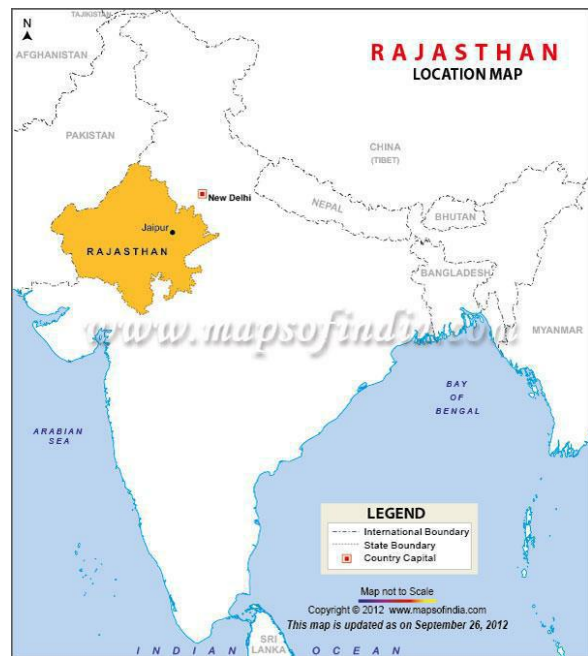 TAJIKISTAN
N
AFGHANISTAN
RAJASTHAN
LOCATION MAP
PAKISTAN
CHINA
(TIBET)
New Delhi
NEPAL
Jaipur
BHUTAN
RAJASTHAN
BANGLADESH
www.mapsofindia.com
MYANMAR
BAY
OF
BENGAL
ARABIAN
SEA
LEGEND
International Boundary
State Boundary
Country Capital
Map not to Scale
Copyright © 2012 www.mapsofindia.com
This map is updated as on September 26, 2012
SRI
LANKA
INDIAN OCEAN